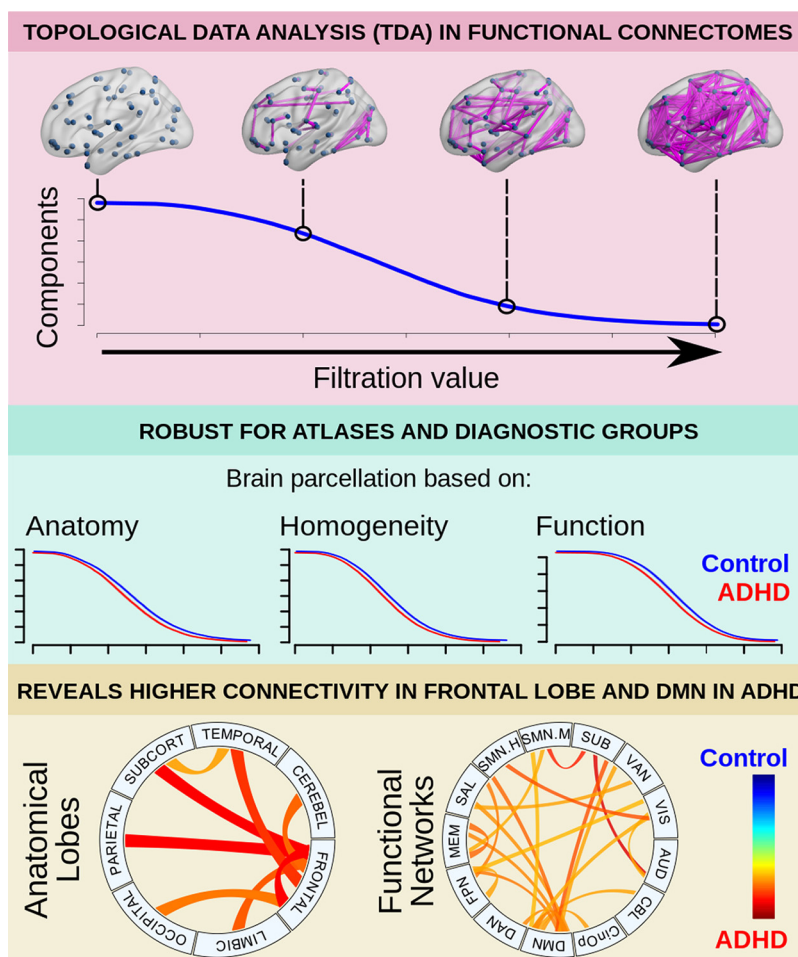 TOPOLOGICAL DATA ANALYSIS (TDA) IN FUNCTIONAL CONNECTOMES
Components
Filtration value
ROBUST FOR ATLASES AND DIAGNOSTIC GROUPS
Brain parcellation based on:
Anatomy
Homogeneity
Function
Control
ADHD
REVEALS HIGHER CONNECTIVITY IN FRONTAL LOBE AND DMN IN ADHD
Anatomical
Lobes
SUBCORT
TEMPORAL
CEREBEL
FRONTAL
LIMBIC
OCCIPITAL
PARIETAL
Functional
Networks
SMN.H
SMN.M
SUB
VAN
VIS
AUD
CBL
CinOp
DMN
DAN
FPN
MEM
SAL
Control
ADHD